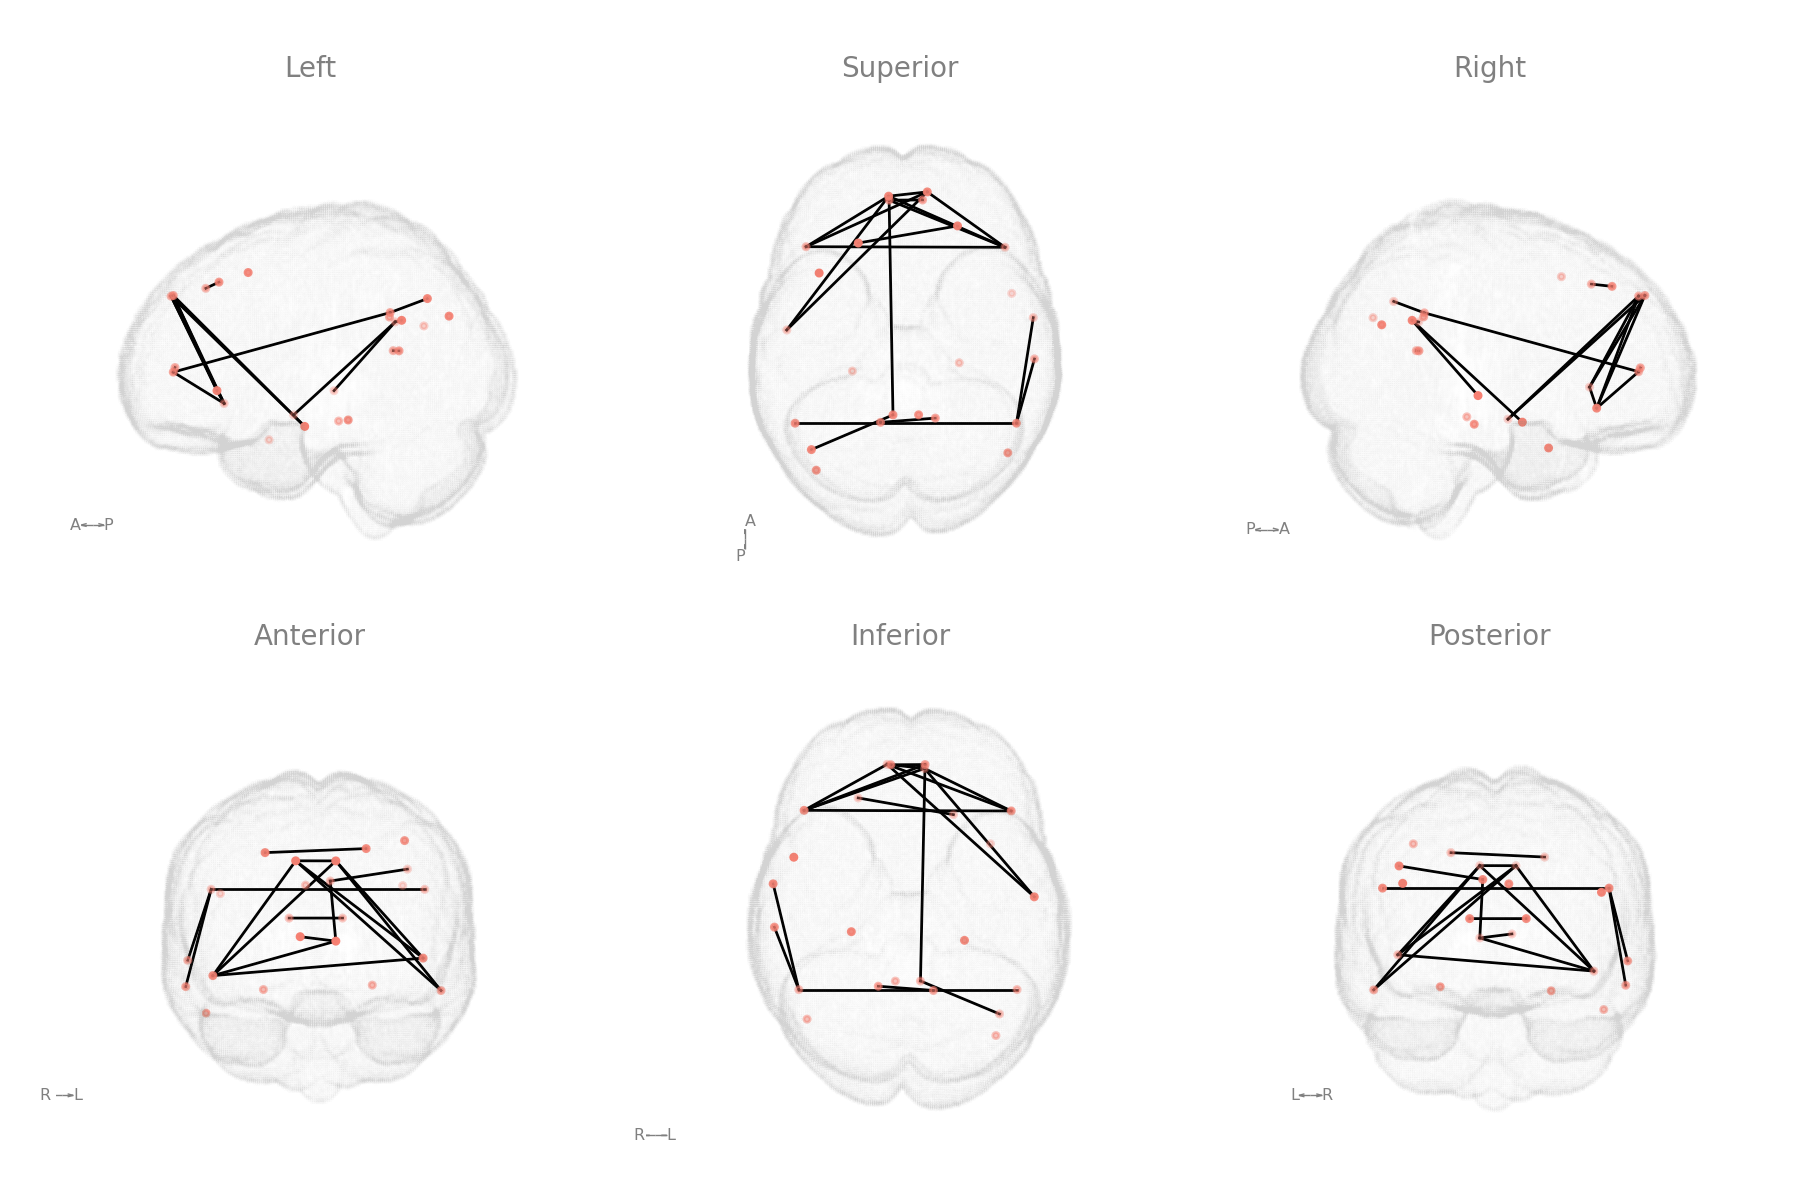 Left
Superior
Right
A P
A
P
P A
Anterior
Inferior
Posterior
R L
R L
L R